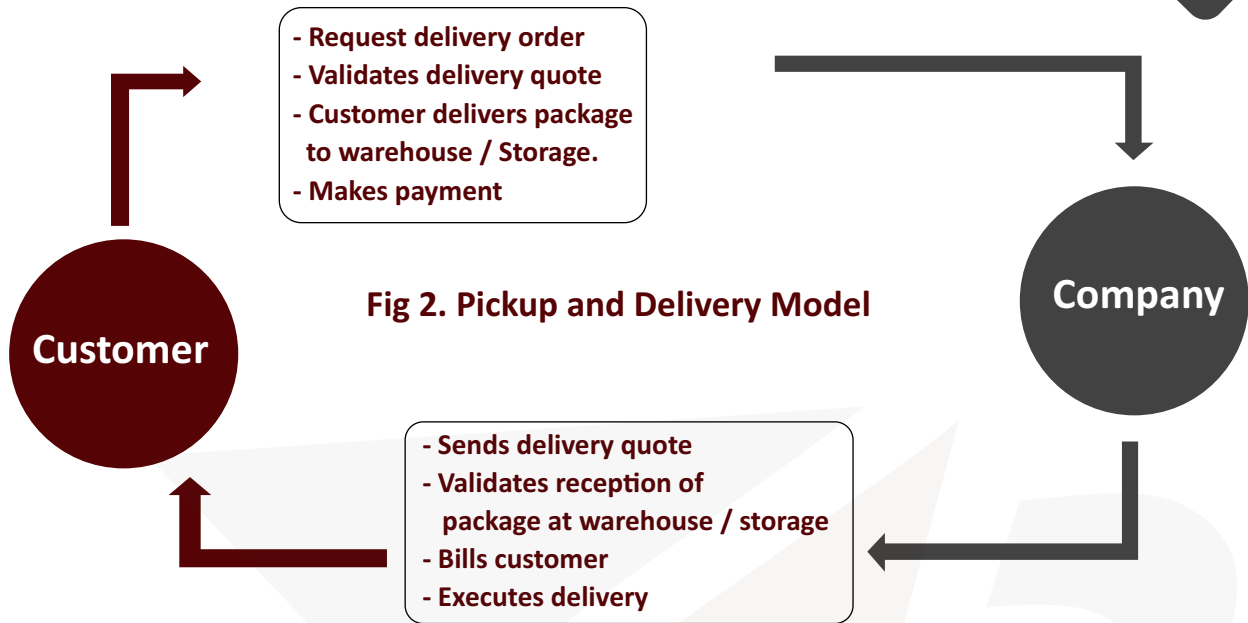 - Request delivery order
- Validates delivery quote
- Customer delivers package
to warehouse / Storage.
- Makes payment
Customer
Fig 2. Pickup and Delivery Model
Company
- Sends delivery quote
- Validates reception of
package at warehouse / storage
- Bills customer
- Executes delivery